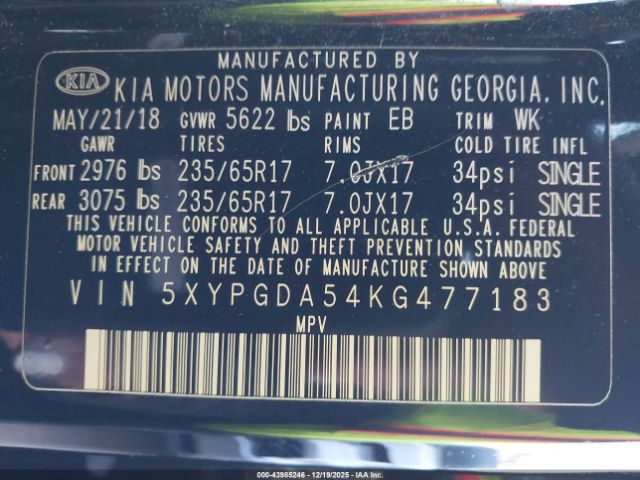 MANUFACTURED BY
KIA KIA MOTORS MANUFACTURING GEORGIA, INC.
MAY/21/18 GVWR 5622 lbs PAINT EB TRIM WK
GAWR TIRES RIMS COLD TIRE INFL
FRONT 2976 lbs 235/65R17 7.0JX17 34psi SINGLE
REAR 3075 lbs 235/65R17 7.0JX17 34psi SINGLE
THIS VEHICLE CONFORMS TO ALL APPLICABLE U.S.A. FEDERAL
MOTOR VEHICLE SAFETY AND THEFT PREVENTION STANDARDS
IN EFFECT ON THE DATE OF MANUFACTURE SHOWN ABOVE.
VIN 5XYPGDA54KG477183
MPV
000-43985246 - 12/19/2025 - IAA Inc.